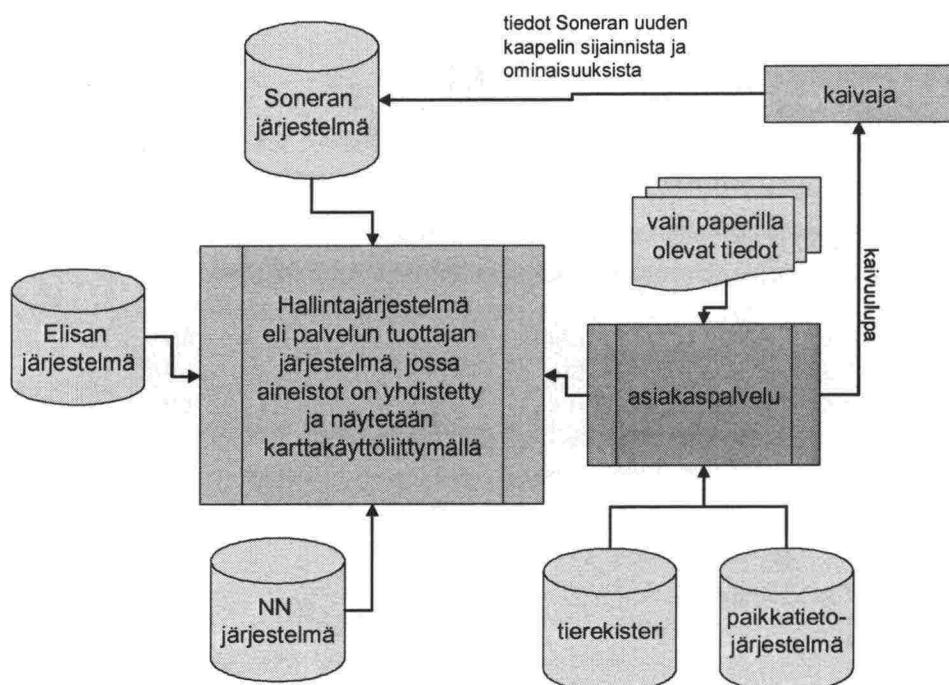 tiedot Soneran uuden
kaapelin sijainnista ja
ominaisuuksista
Soneran
järjestelmä
kaivaja
vain paperilla
olevat tiedot
kaivuulupa
Elisan
järjestelmä
Hallintajärjestelmä
eli palvelun tuottajan
järjestelmä, jossa
aineistot on yhdistetty
ja näytetään
karttakäyttöliittymällä
asiakaspalvelu
NN
järjestelmä
tierekisteri
paikkatieto-
järjestelmä